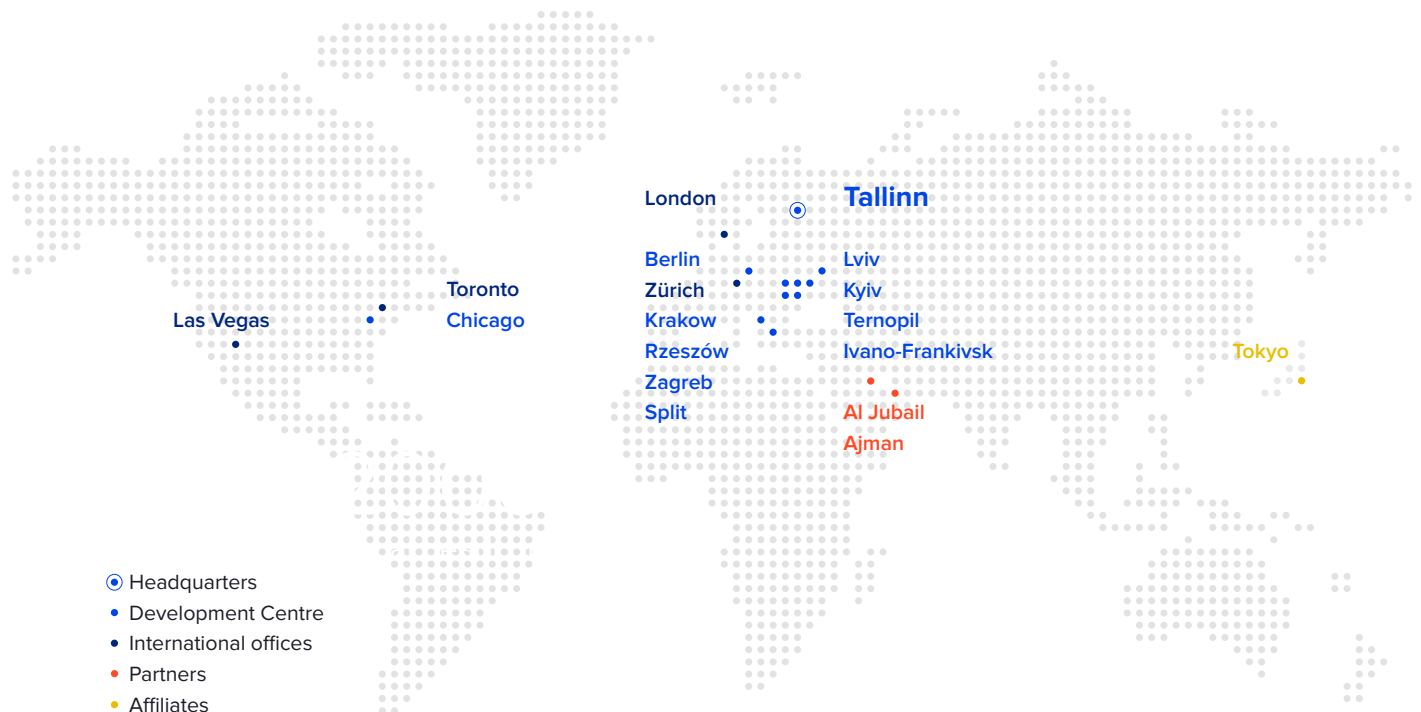 London
Tallinn
Berlin
Lviv
Toronto
Zürich
Kyiv
Las Vegas
Chicago
Krakow
Ternopil
Rzeszów
Ivano-Frankivsk
Tokyo
Zagreb
Split
Al Jubail
Ajman
Headquarters
Development Centre
International offices
Partners
Affiliates